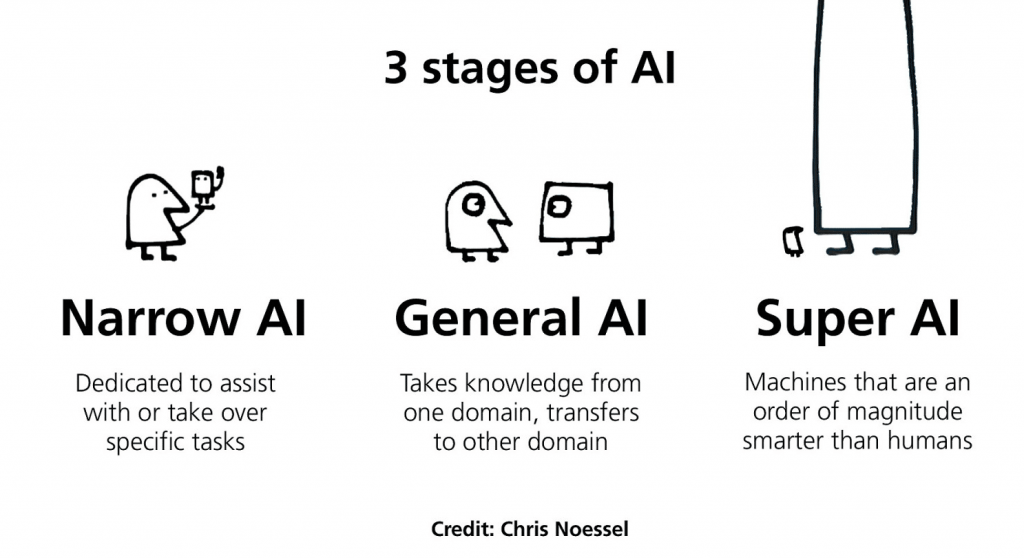 3 stages of AI
Narrow AI
Dedicated to assist
with or take over
specific tasks
General AI
Takes knowledge from
one domain, transfers
to other domain
Super AI
Machines that are an
order of magnitude
smarter than humans
Credit: Chris Noessel